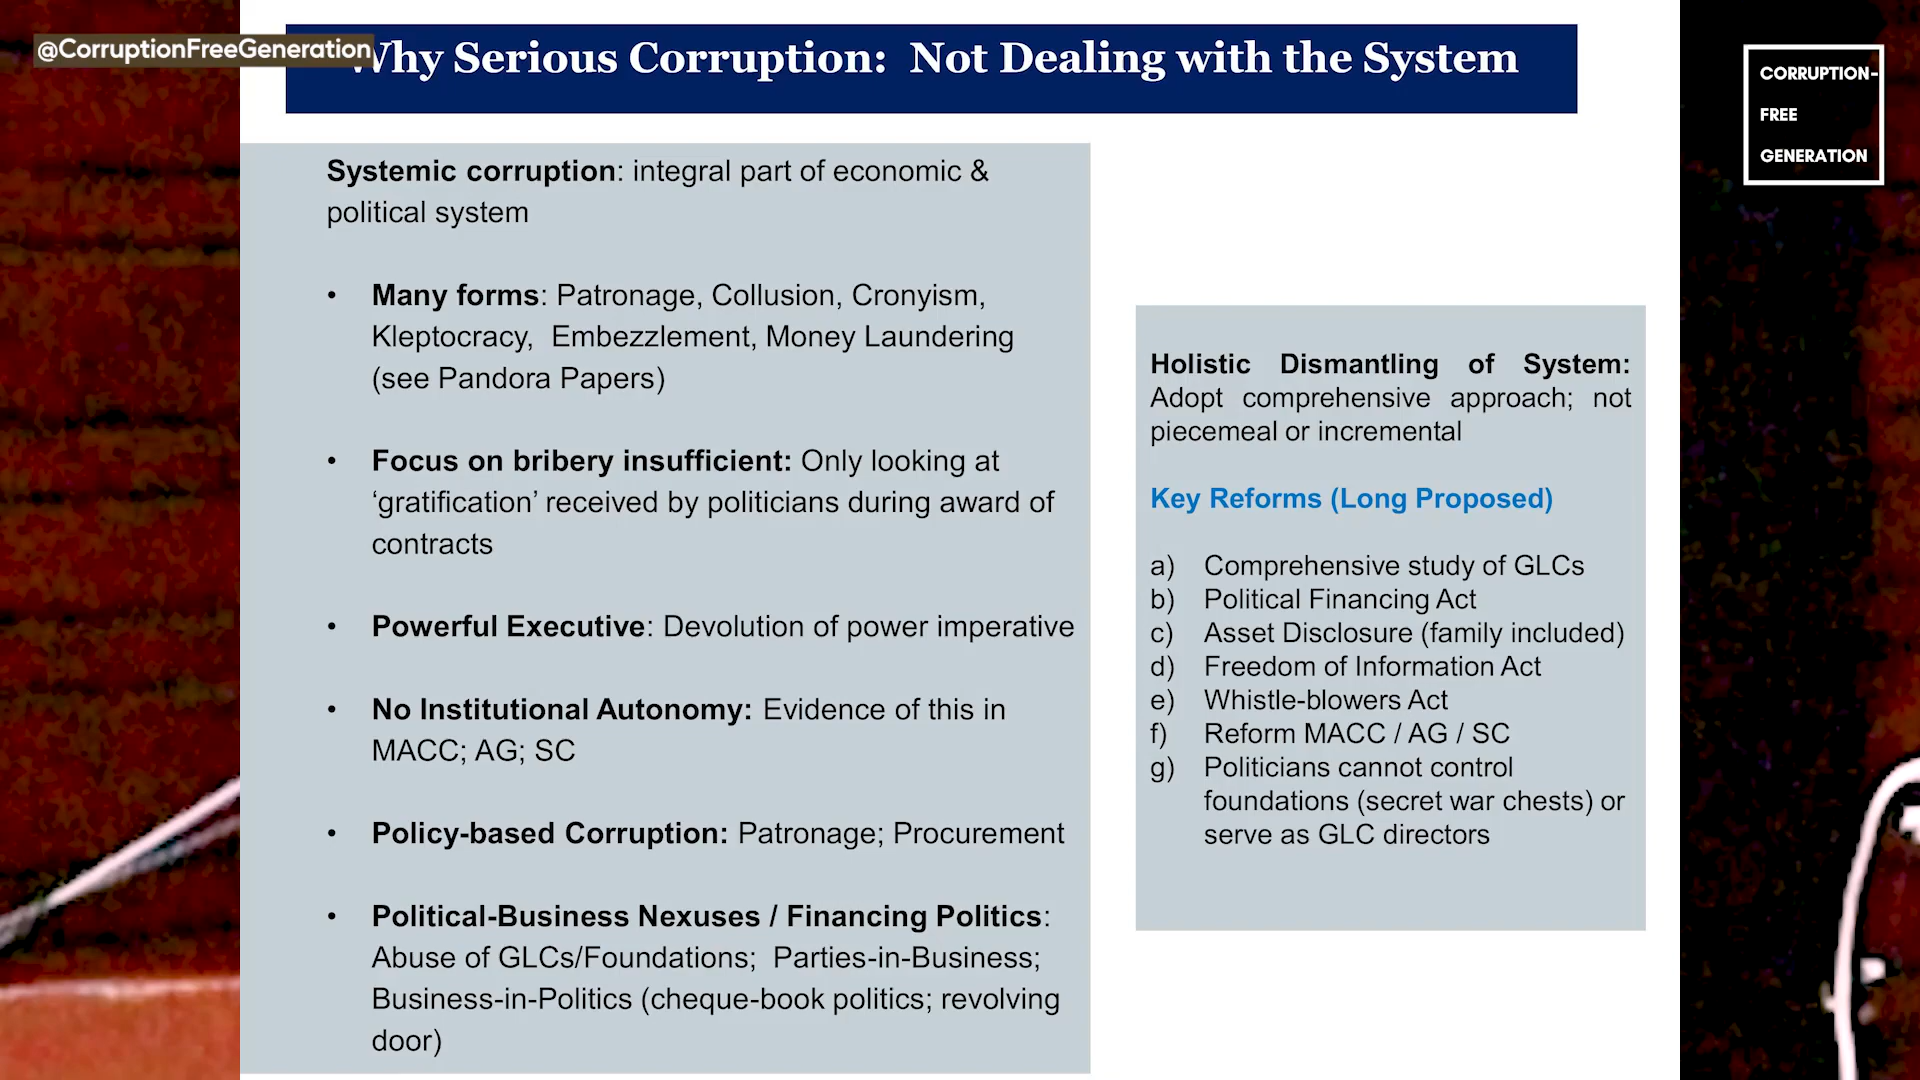 @CorruptionFreeGeneration
Why Serious Corruption: Not Dealing with the System
CORRUPTION-
FREE
GENERATION
Systemic corruption: integral part of economic &
political system
• Many forms: Patronage, Collusion, Cronyism,
Kleptocracy, Embezzlement, Money Laundering
(see Pandora Papers)
• Focus on bribery insufficient: Only looking at
‘gratification’ received by politicians during award of
contracts
• Powerful Executive: Devolution of power imperative
• No Institutional Autonomy: Evidence of this in
MACC; AG; SC
• Policy-based Corruption: Patronage; Procurement
• Political-Business Nexuses / Financing Politics:
Abuse of GLCs/Foundations; Parties-in-Business;
Business-in-Politics (cheque-book politics; revolving
door)
Holistic Dismantling of System:
Adopt comprehensive approach; not
piecemeal or incremental
Key Reforms (Long Proposed)
a) Comprehensive study of GLCs
b) Political Financing Act
c) Asset Disclosure (family included)
d) Freedom of Information Act
e) Whistle-blowers Act
f) Reform MACC / AG / SC
g) Politicians cannot control
foundations (secret war chests) or
serve as GLC directors